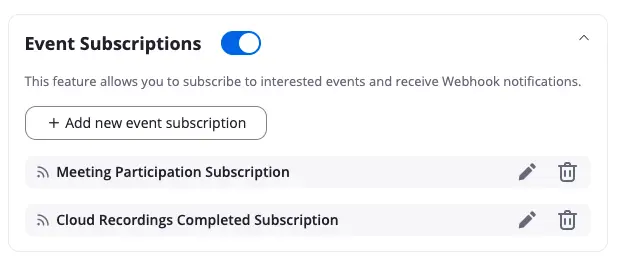 Event Subscriptions
This feature allows you to subscribe to interested events and receive Webhook notifications.
+ Add new event subscription
Meeting Participation Subscription
Cloud Recordings Completed Subscription